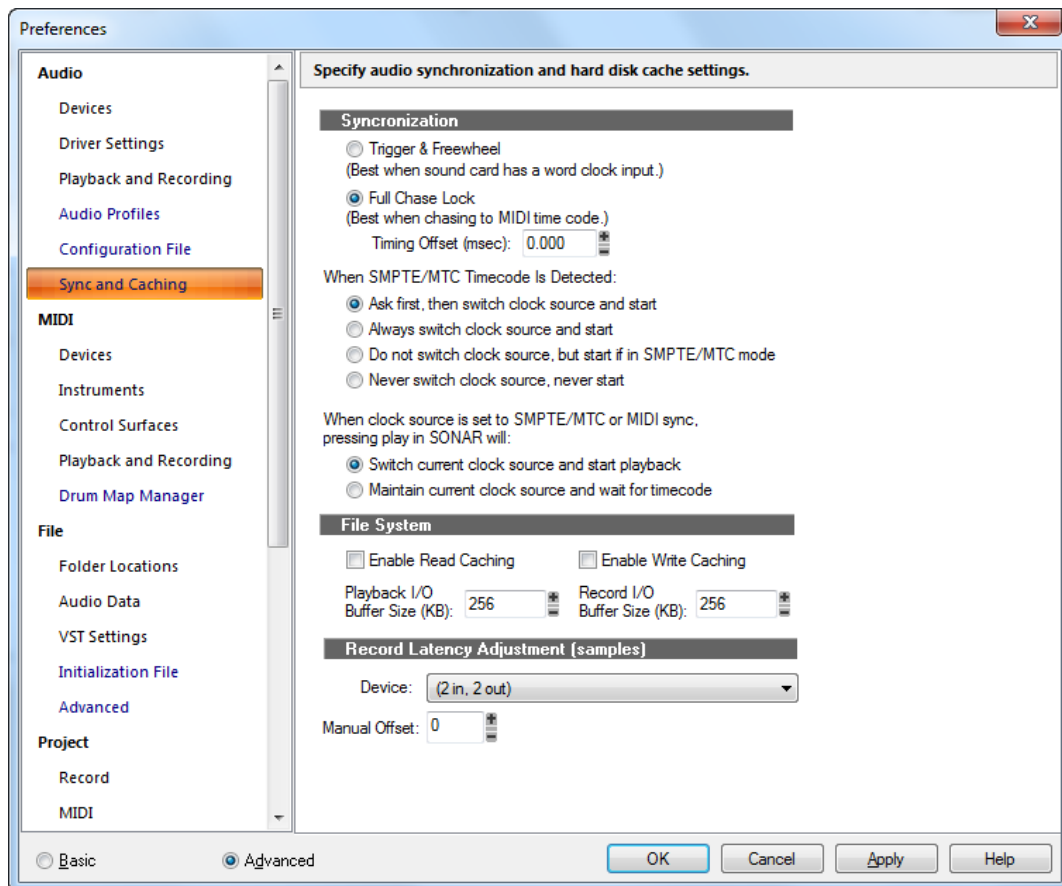 Preferences
Audio
Devices
Driver Settings
Playback and Recording
Audio Profiles
Configuration File
Sync and Caching
MIDI
Devices
Instruments
Control Surfaces
Playback and Recording
Drum Map Manager
File
Folder Locations
Audio Data
VST Settings
Initialization File
Advanced
Project
Record
MIDI
Specify audio synchronization and hard disk cache settings.
Syncronization
Trigger & Freewheel
(Best when sound card has a word clock input.)
Full Chase Lock
(Best when chasing to MIDI time code.)
Timing Offset (msec): 0.000
When SMPTE/MTC Timecode Is Detected:
Ask first, then switch clock source and start
Always switch clock source and start
Do not switch clock source, but start if in SMPTE/MTC mode
Never switch clock source, never start
When clock source is set to SMPTE/MTC or MIDI sync,
pressing play in SONAR will:
Switch current clock source and start playback
Maintain current clock source and wait for timecode
File System
Enable Read Caching Enable Write Caching
Playback I/O
Buffer Size (KB): 256
Record I/O
Buffer Size (KB): 256
Record Latency Adjustment (samples)
Device: (2 in, 2 out)
Manual Offset: 0
Basic Advanced OK Cancel Apply Help